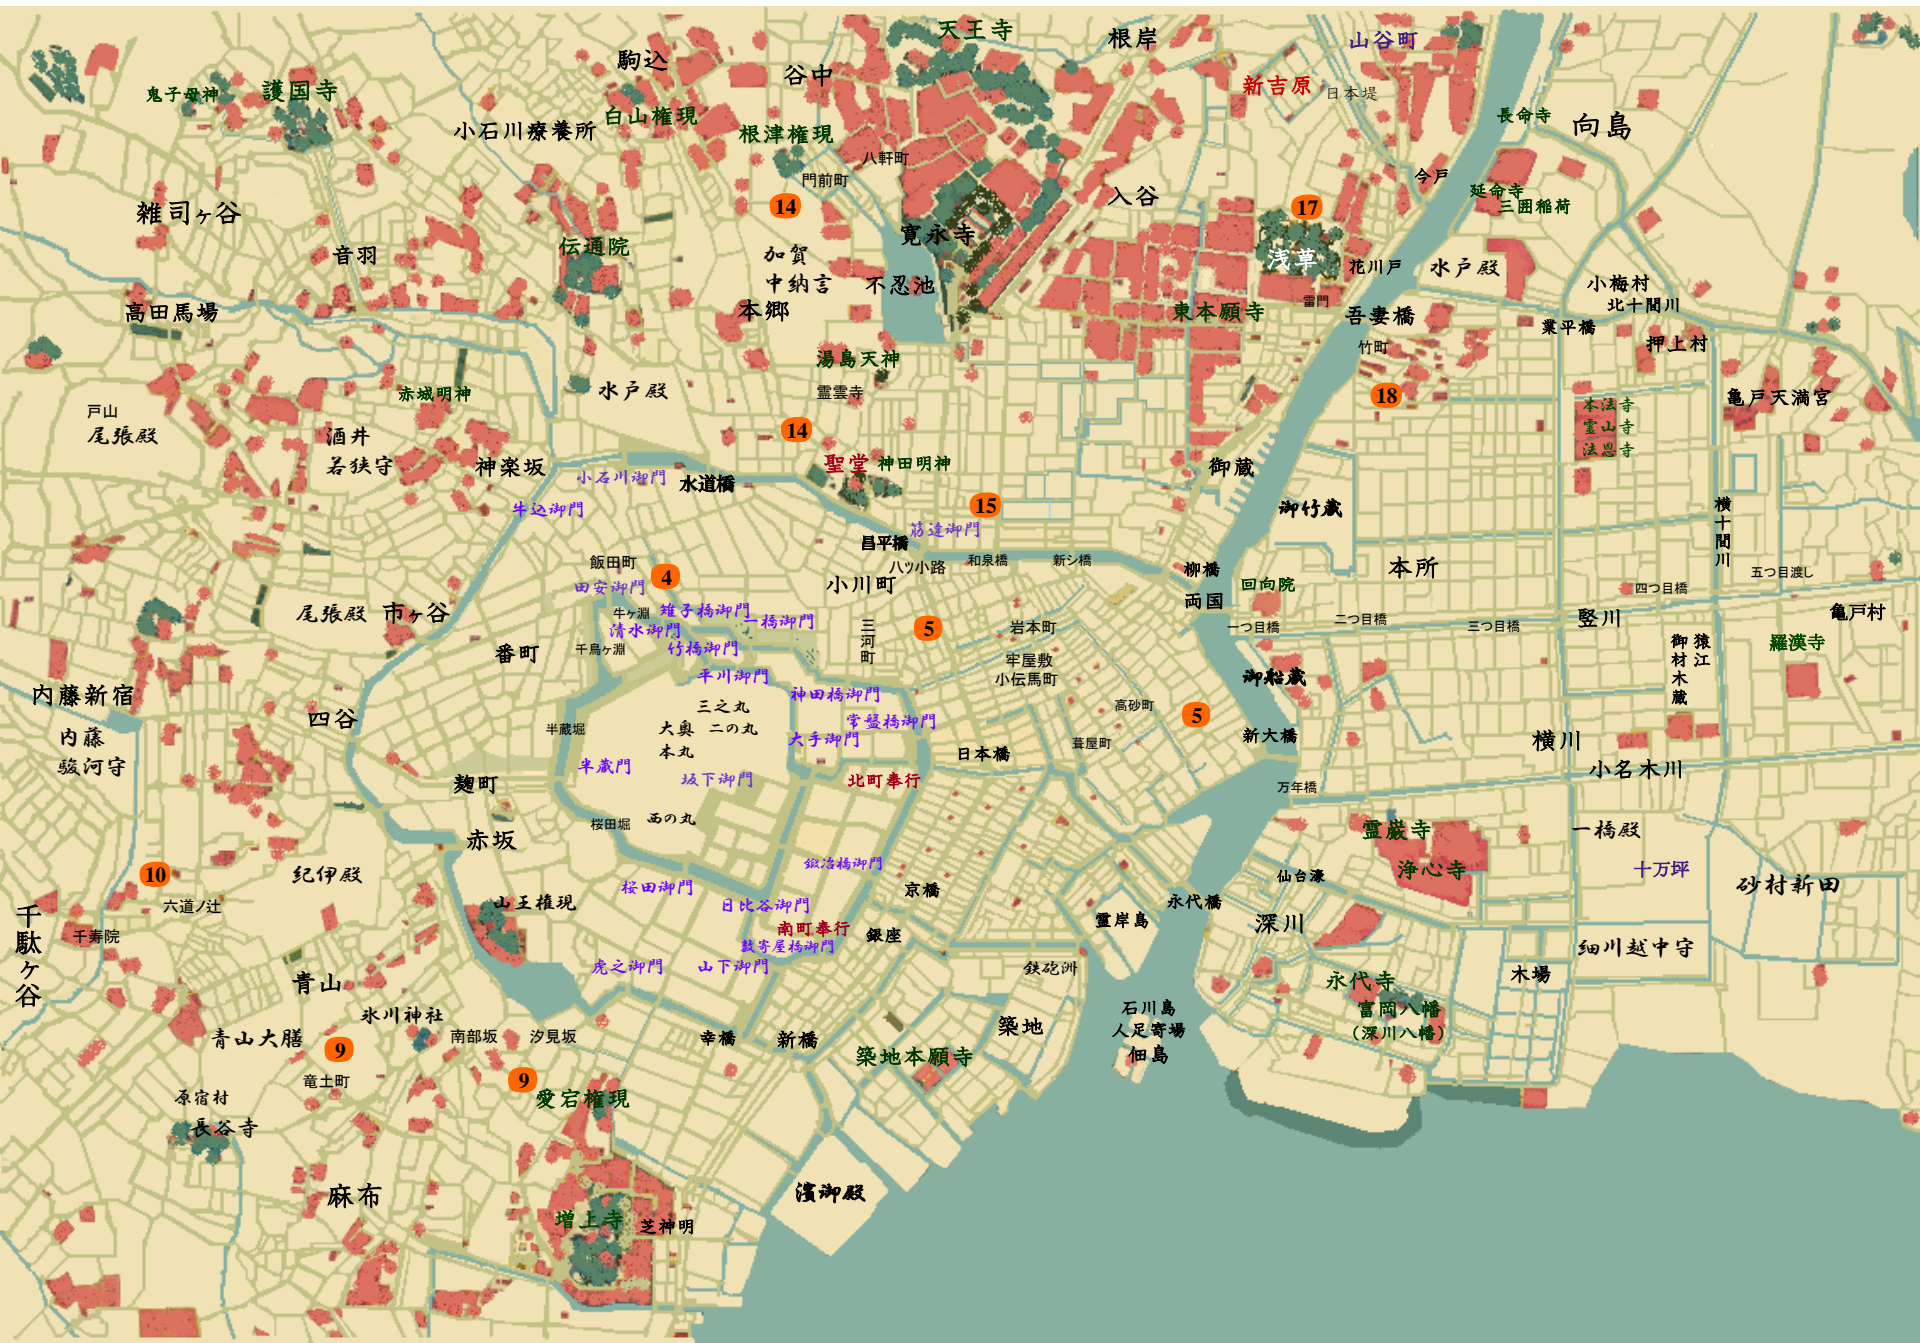 天王寺
根岸
山谷町
駒込
谷中
新吉原
日本堤
鬼子母神
護国寺
白山権現
長命寺
向島
小石川療養所
根津権現
八軒町
門前町
今戸
延命寺
三囲稲荷
入谷
14
17
雑司ヶ谷
寛永寺
伝通院
音羽
加賀
中納言
不忍池
浅草
花川戸
水戸殿
小梅村
北十間川
高田馬場
本郷
東本願寺
雷門
吾妻橋
業平橋
押上村
竹町
湯島天神
霊雲寺
赤城明神
水戸殿
18
亀戸天満宮
本法寺
霊山寺
法恩寺
戸山
尾張殿
酒井
若狭守
14
神楽坂
聖堂
神田明神
御蔵
小石川御門
水道橋
牛込御門
15
筋違御門
御竹蔵
横十間川
昌平橋
八ッ小路
和泉橋
新シ橋
柳橋
本所
飯田町
4
田安御門
小川町
回向院
両国
四つ目橋
五つ目渡し
尾張殿
市ヶ谷
牛ヶ淵
雉子橋御門
一橋御門
清水御門
三河町
5
岩本町
一つ目橋
二つ目橋
三つ目橋
竪川
亀戸村
番町
千鳥ヶ淵
竹橋御門
牢屋敷
小伝馬町
御船蔵
御材木蔵
猿江
羅漢寺
平川御門
内藤新宿
神田橋御門
四谷
三之丸
高砂町
5
常盤橋御門
大奥
二の丸
半蔵堀
大手御門
本丸
日本橋
葺屋町
新大橋
横川
内藤
駿河守
半蔵門
坂下御門
北町奉行
小名木川
麹町
万年橋
桜田堀
西の丸
赤坂
霊巌寺
一橋殿
浄心寺
鍛冶橋御門
10
紀伊殿
桜田御門
京橋
仙台濠
十万坪
砂村新田
六道ノ辻
山王権現
日比谷御門
永代橋
千駄ヶ谷
霊岸島
深川
南町奉行
銀座
千寿院
数寄屋橋御門
細川越中守
虎之御門
山下御門
鉄砲洲
木場
青山
永代寺
富岡八幡
(深川八幡)
石川島
人足寄場
佃島
氷川神社
青山大膳
南部坂
汐見坂
幸橋
新橋
築地
9
築地本願寺
竜土町
9
愛宕権現
原宿村
長谷寺
麻布
濱御殿
増上寺
芝神明